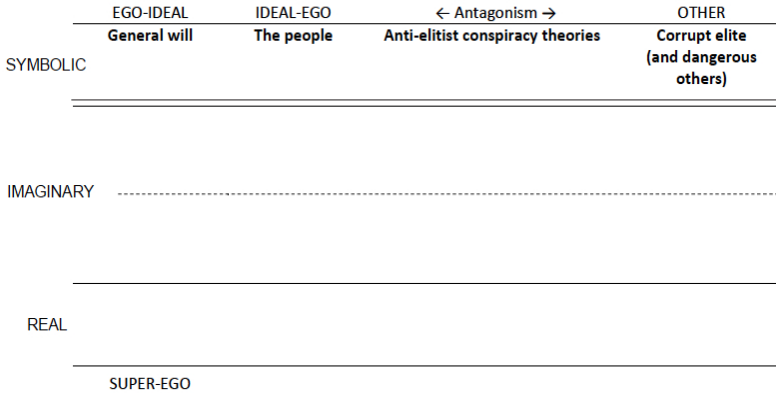 EGO-IDEAL IDEAL-EGO ← Antagonism → OTHER
General will The people Anti-elitist conspiracy theories Corrupt elite
(and dangerous
SYMBOLIC
others)
IMAGINARY
REAL
SUPER-EGO